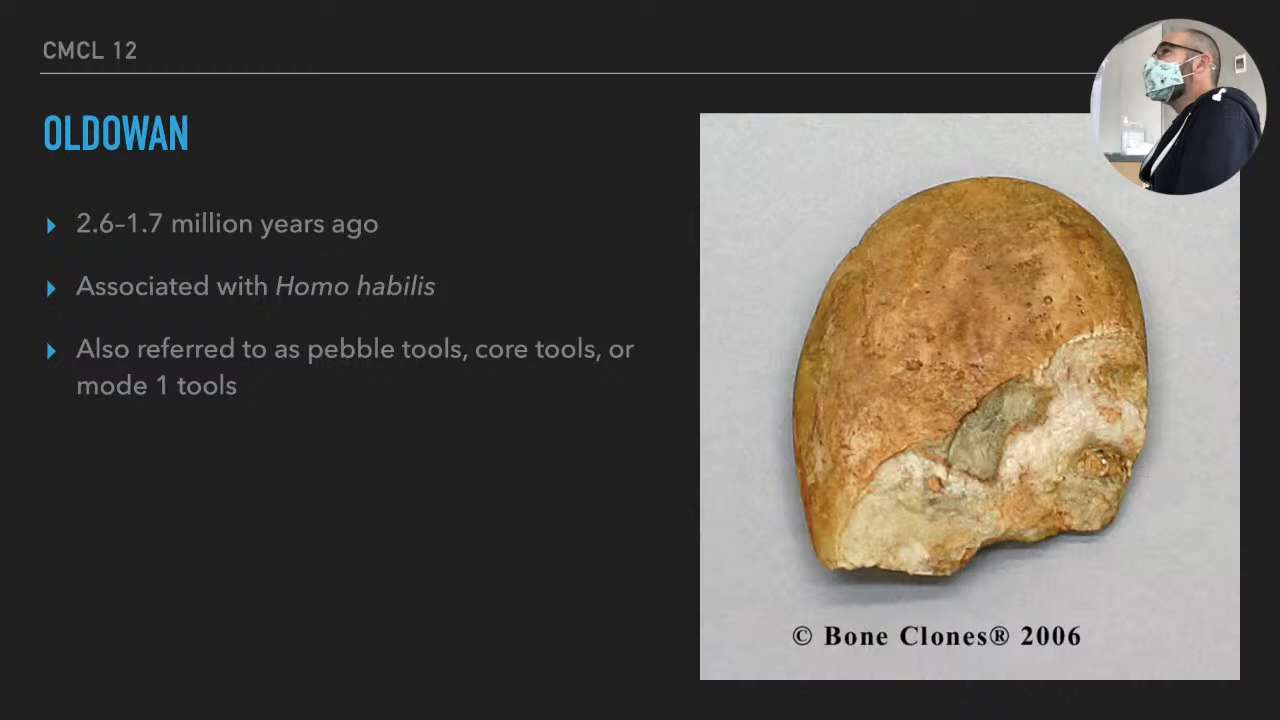 CMCL 12
OLDOWAN
2.6–1.7 million years ago
Associated with Homo habilis
Also referred to as pebble tools, core tools, or
mode 1 tools
© Bone Clones® 2006